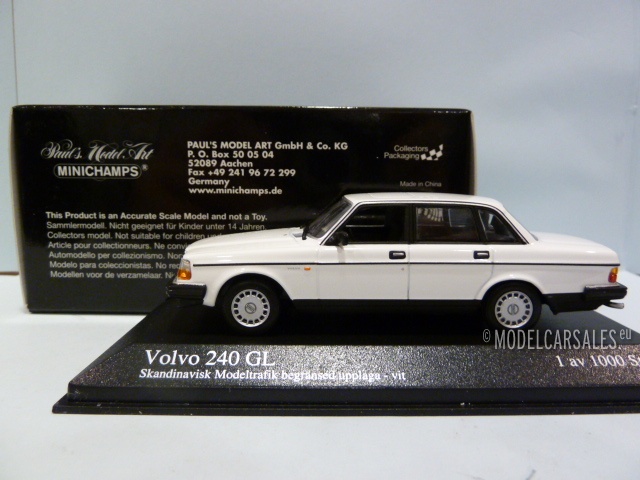 Paul's Model Art
MINICHAMPS®
PAUL'S MODEL ART GmbH & Co. KG
P. O. Box 50 05 04
52089 Aachen
Fax +49 241 96 72 299
Germany
www.minichamps.de
Collectors
Packaging
Made in China
This Product is an Accurate Scale Model and not a Toy.
Sammlermodell. Nicht geeignet für Kinder unter 14 Jahren.
Collectors model. Not suitable for children under
Article pour collectionneurs. Ne
Automodello per collezionismo. Non
Modelo para coleccionistas. No
Modellen voor de verzamelaar.
Volvo 240 GL
Skandinavisk Modeltrafik begränsed upplaga - vit
1 av 1000
© MODELCARSALES.eu